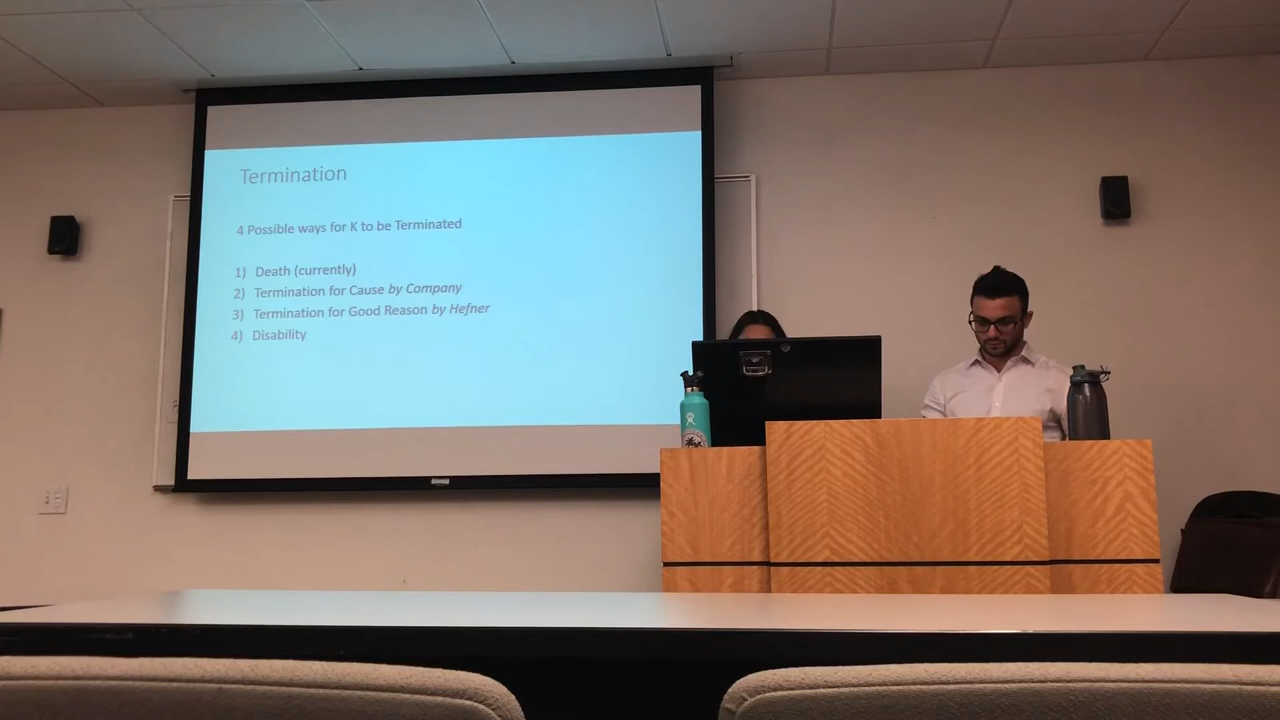 Termination
4 Possible ways for K to be Terminated
1) Death (currently)
2) Termination for Cause by Company
3) Termination for Good Reason by Hefner
4) Disability